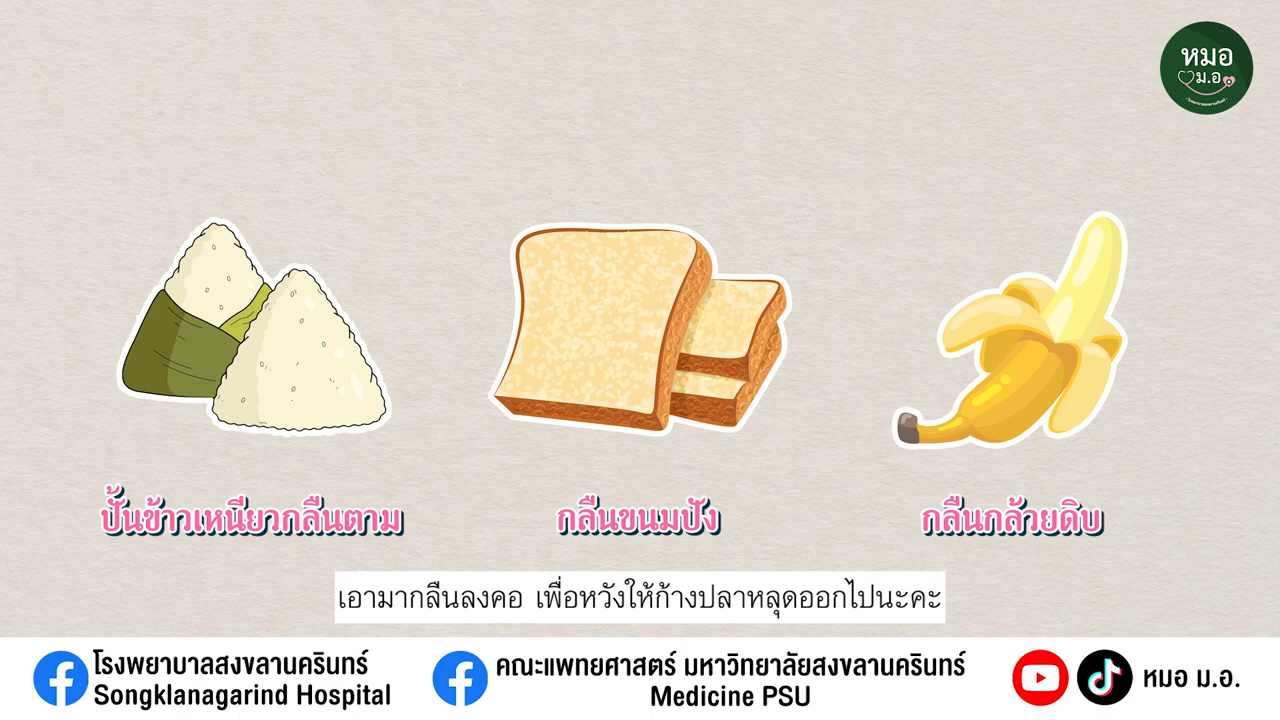 หมอ
ม.อ
ปั้นข้าวเหนียวกลืนตาม
กลืนขนมปัง
กลืนกล้วยดิบ
เอามากลืนลงคอ เพื่อหวังให้ก้างปลาหลุดออกไปนะคะ
โรงพยาบาลสงขลานครินทร์
Songklanagarind Hospital
คณะแพทยศาสตร์ มหาวิทยาลัยสงขลานครินทร์
Medicine PSU
หมอ ม.อ.